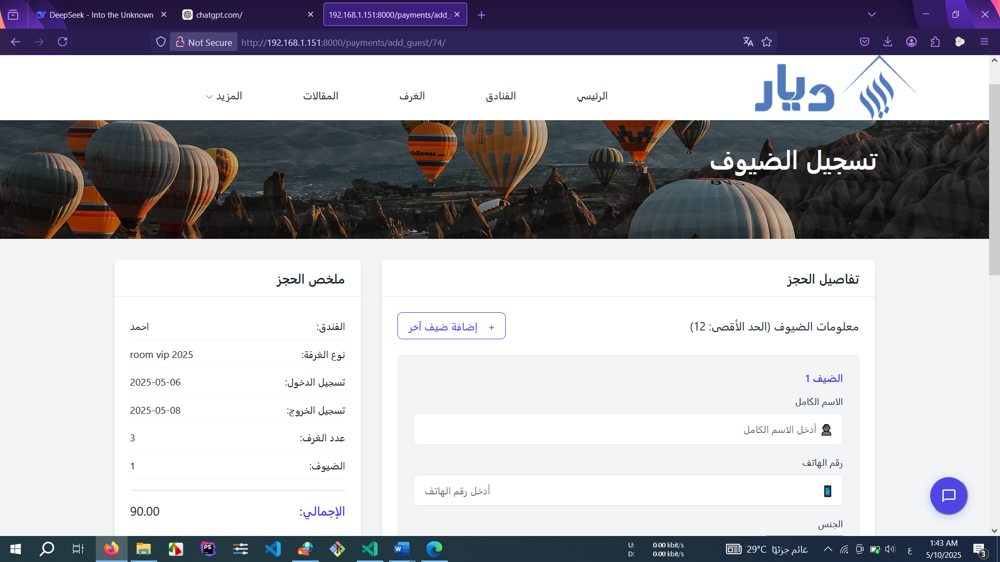 DeepSeek - Into the Unknown
chatgpt.com/
192.168.1.151:8000/payments/add_
Not Secure
http://192.168.1.151:8000/payments/add_guest/74/
ديار
الرئيسي
الفنادق
الغرف
المقالات
المزيد
تسجيل الضيوف
تفاصيل الحجز
معلومات الضيوف (الحد الأقصى: 12)
+ إضافة ضيف آخر
الضيف 1
الاسم الكامل
أدخل الاسم الكامل
رقم الهاتف
أدخل رقم الهاتف
الجنس
ملخص الحجز
الفندق: احمد
نوع الغرفة: room vip 2025
تسجيل الدخول: 2025-05-06
تسجيل الخروج: 2025-05-08
عدد الغرف: 3
الضيوف: 1
الإجمالي: 90.00
U: 0.00 kbit/s
D: 0.00 kbit/s
29°C غائم جزئيًا
ع
1:43 AM
5/10/2025
3